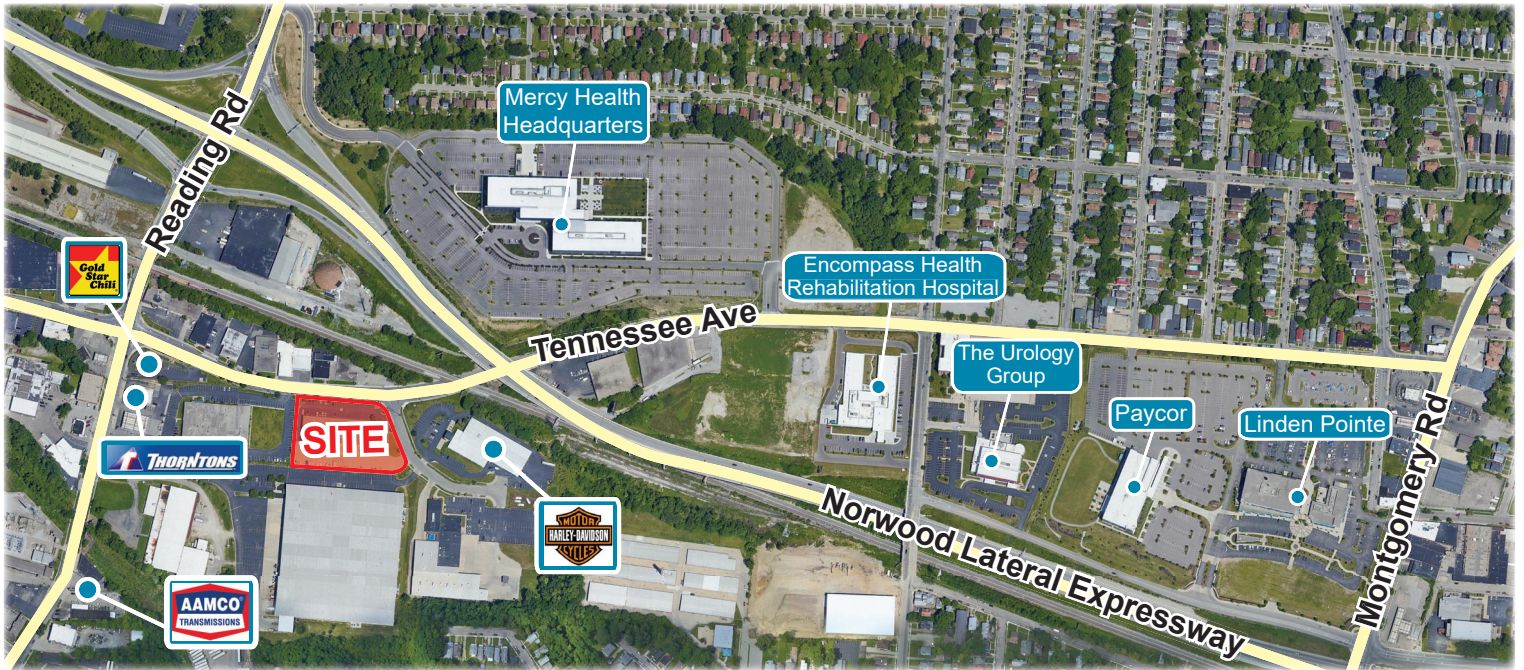 Mercy Health
Headquarters
Reading Rd
Gold
Star
Chili
Encompass Health
Rehabilitation Hospital
Tennessee Ave
The Urology
Group
Paycor
Linden Pointe
SITE
THORNTONS
MOTOR
HARLEY-DAVIDSON
CYCLES
Norwood Lateral Expressway
Montgomery Rd
AAMCO
TRANSMISSIONS